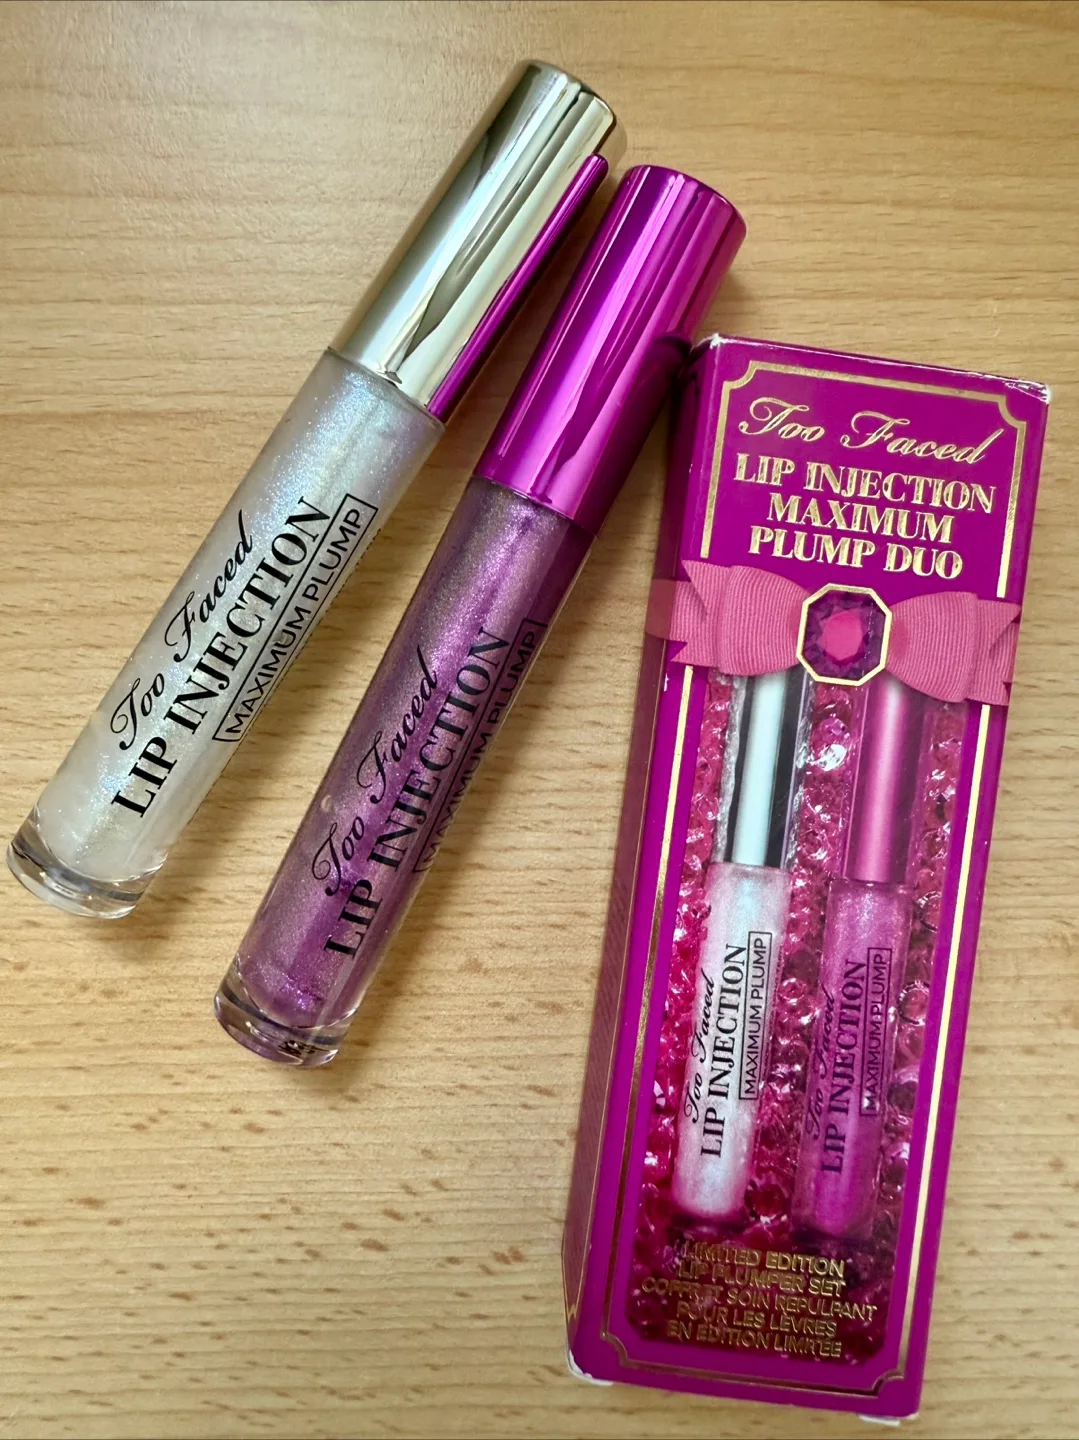 Too Faced
LIP INJECTION
MAXIMUM PLUMP
Too Faced
LIP INJECTION
MAXIMUM PLUMP
Too Faced
LIP INJECTION
MAXIMUM
PLUMP DUO
Too Faced
LIP INJECTION
MAXIMUM PLUMP
Too Faced
LIP INJECTION
MAXIMUM PLUMP
LIMITED EDITION
LIP PLUMPER SET
COFFRET SOIN REPULPANT
POUR LES LÈVRES
EN ÉDITION LIMITÉE